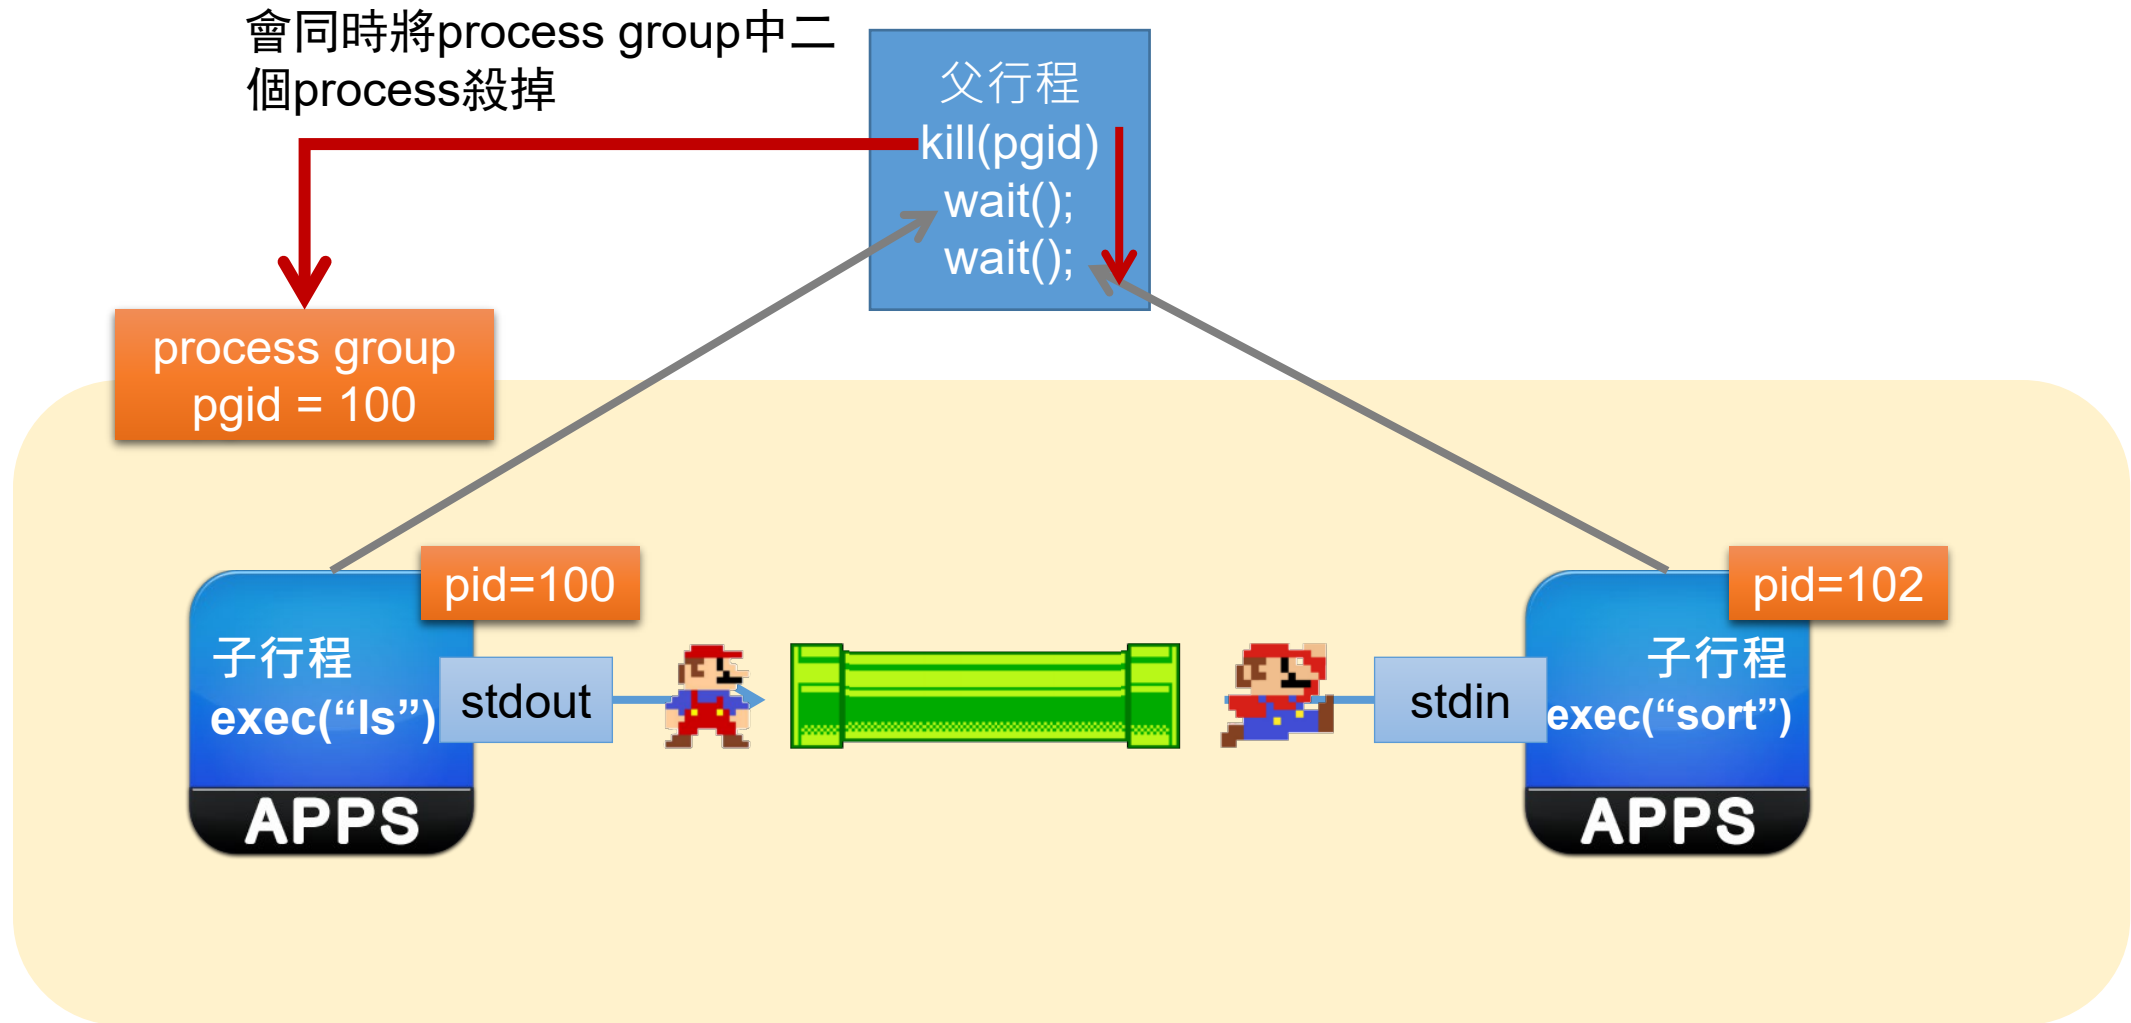 會同時將process group中二
個process殺掉
父行程
kill(pgid)
wait();
wait();
process group
pgid = 100
pid=100
子行程
exec(“ls”)
APPS
stdout
stdin
pid=102
子行程
exec(“sort”)
APPS